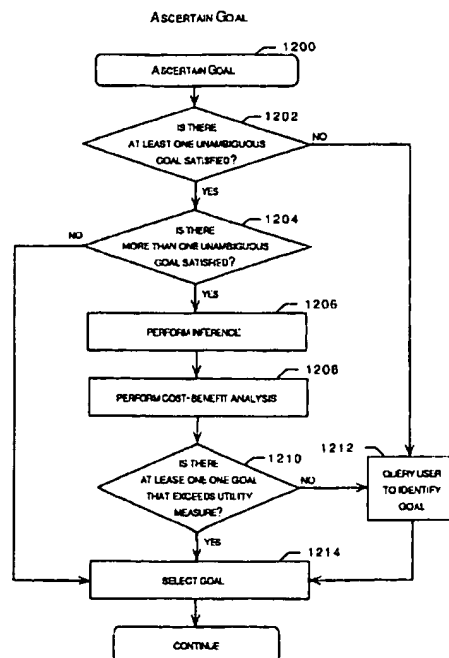 ASCERTAIN GOAL
1200
ASCERTAIN GOAL
1202
IS THERE
AT LEAST ONE UNAMBIGUOUS
GOAL SATISFIED?
NO
YES
1204
NO
IS THERE
MORE THAN ONE UNAMBIGUOUS
GOAL SATISFIED?
YES
1206
PERFORM INFERENCE
1208
PERFORM COST-BENEFIT ANALYSIS
1210
IS THERE
AT LEASE ONE ONE GOAL
THAT EXCEEDS UTILITY
MEASURE?
NO
1212
QUERY USER
TO IDENTIFY
GOAL
YES
1214
SELECT GOAL
CONTINUE